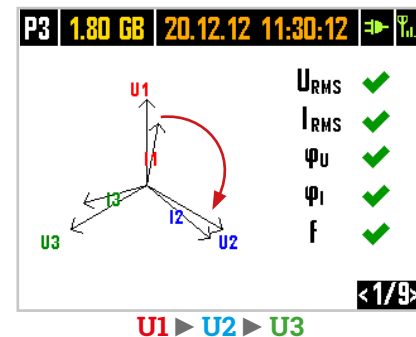 P3 1.80 GB 20.12.12 11:30:12
U1
I1
I3
I2
U3
U2
URMS
IRMS
φU
φI
f
<1/9>
U1 ▶ U2 ▶ U3